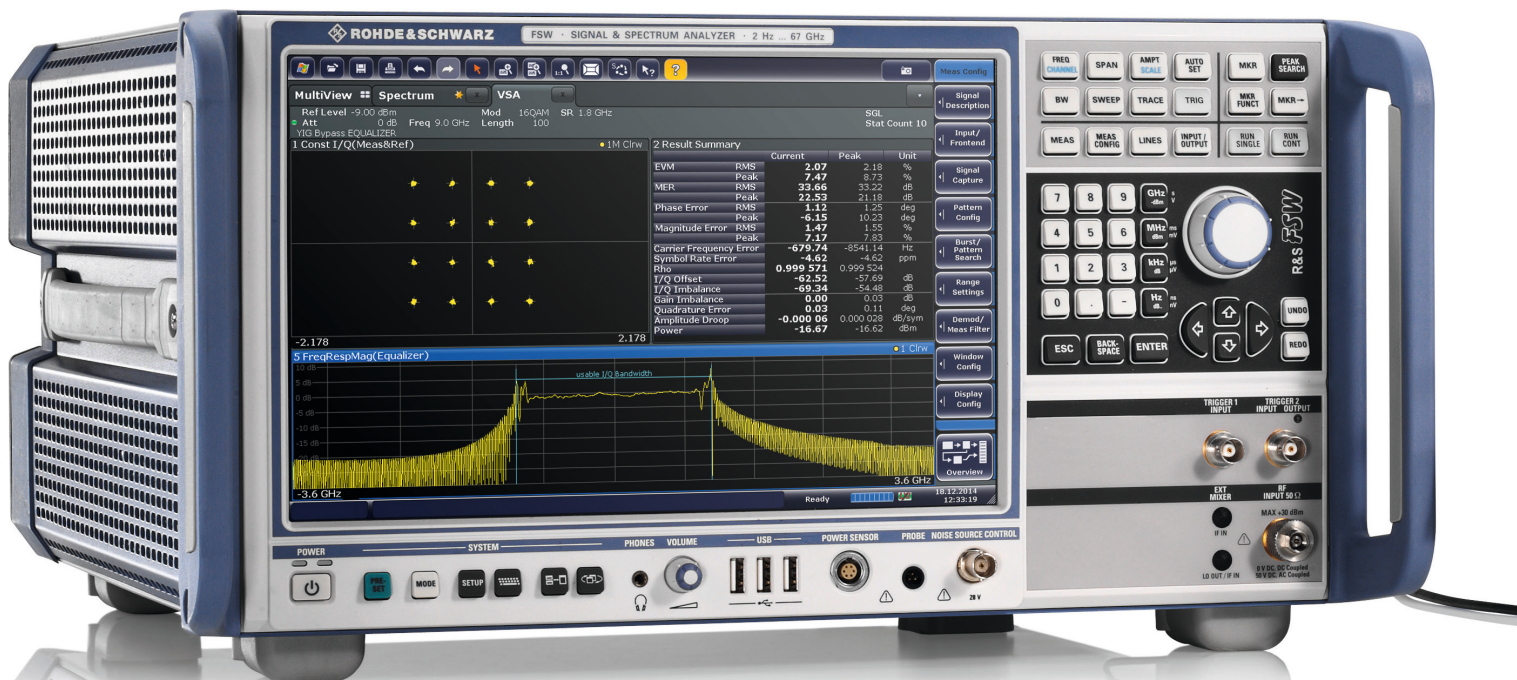 ROHDE&SCHWARZ
FSW · SIGNAL & SPECTRUM ANALYZER · 2 Hz ... 67 GHz
1:1
?
?
Meas Config
MultiView Spectrum x VSA x
Ref Level -9.00 dBm Mod 16QAM SR 1.8 GHz SGL
Att 0 dB Freq 9.0 GHz Length 100 Stat Count 10
YIG Bypass EQUALIZER
1 Const I/Q(Meas&Ref) 1M Clrw
-2.178 2.178
2 Result Summary
Current Peak Unit
EVM RMS 2.07 2.18 %
Peak 7.47 8.73 %
MER RMS 33.66 33.22 dB
Peak 22.53 21.18 dB
Phase Error RMS 1.12 1.25 deg
Peak -6.15 10.23 deg
Magnitude Error RMS 1.47 1.55 %
Peak 7.17 7.83 %
Carrier Frequency Error -679.74 -8541.14 Hz
Symbol Rate Error -4.62 -4.62 ppm
Rho 0.999 571 0.999 524
I/Q Offset -62.52 -57.69 dB
I/Q Imbalance -69.34 -54.48 dB
Gain Imbalance 0.00 0.03 dB
Quadrature Error 0.03 0.11 deg
Amplitude Droop -0.000 06 0.000 028 dB/sym
Power -16.67 -16.62 dBm
5 FreqRespMag(Equalizer) 1 Clrw
10 dB
5 dB
0 dB
-5 dB
-10 dB
-15 dB
-20 dB
usable I/Q Bandwidth
-3.6 GHz 3.6 GHz
Ready
18.12.2014
12:33:19
Signal
Description
Input/
Frontend
Signal
Capture
Pattern
Config
Burst/
Pattern
Search
Range
Settings
Demod/
Meas Filter
Window
Config
Display
Config
Overview
FREQ
CHANNEL
SPAN
AMPT
SCALE
AUTO
SET
MKR
PEAK
SEARCH
BW
SWEEP
TRACE
TRIG
MKR
FUNCT
MKR→
MEAS
MEAS
CONFIG
LINES
INPUT/
OUTPUT
RUN
SINGLE
RUN
CONT
7 8 9 GHz
-dBm
s
V
4 5 6 MHz
dBm
ms
mV
1 2 3 kHz
dB
µs
µV
0 . - Hz
dB..
ns
nV
R&S FSW
ESC
BACK-
SPACE
ENTER
UNDO
REDO
TRIGGER 1
INPUT
TRIGGER 2
INPUT OUTPUT
EXT
MIXER
IF IN
LO OUT / IF IN
RF
INPUT 50 Ω
MAX +30 dBm
0 V DC, DC Coupled
50 V DC, AC Coupled
POWER
SYSTEM
PHONES
VOLUME
USB
POWER SENSOR
PROBE
NOISE SOURCE CONTROL
PRE-
SET
MODE
SETUP
28 V